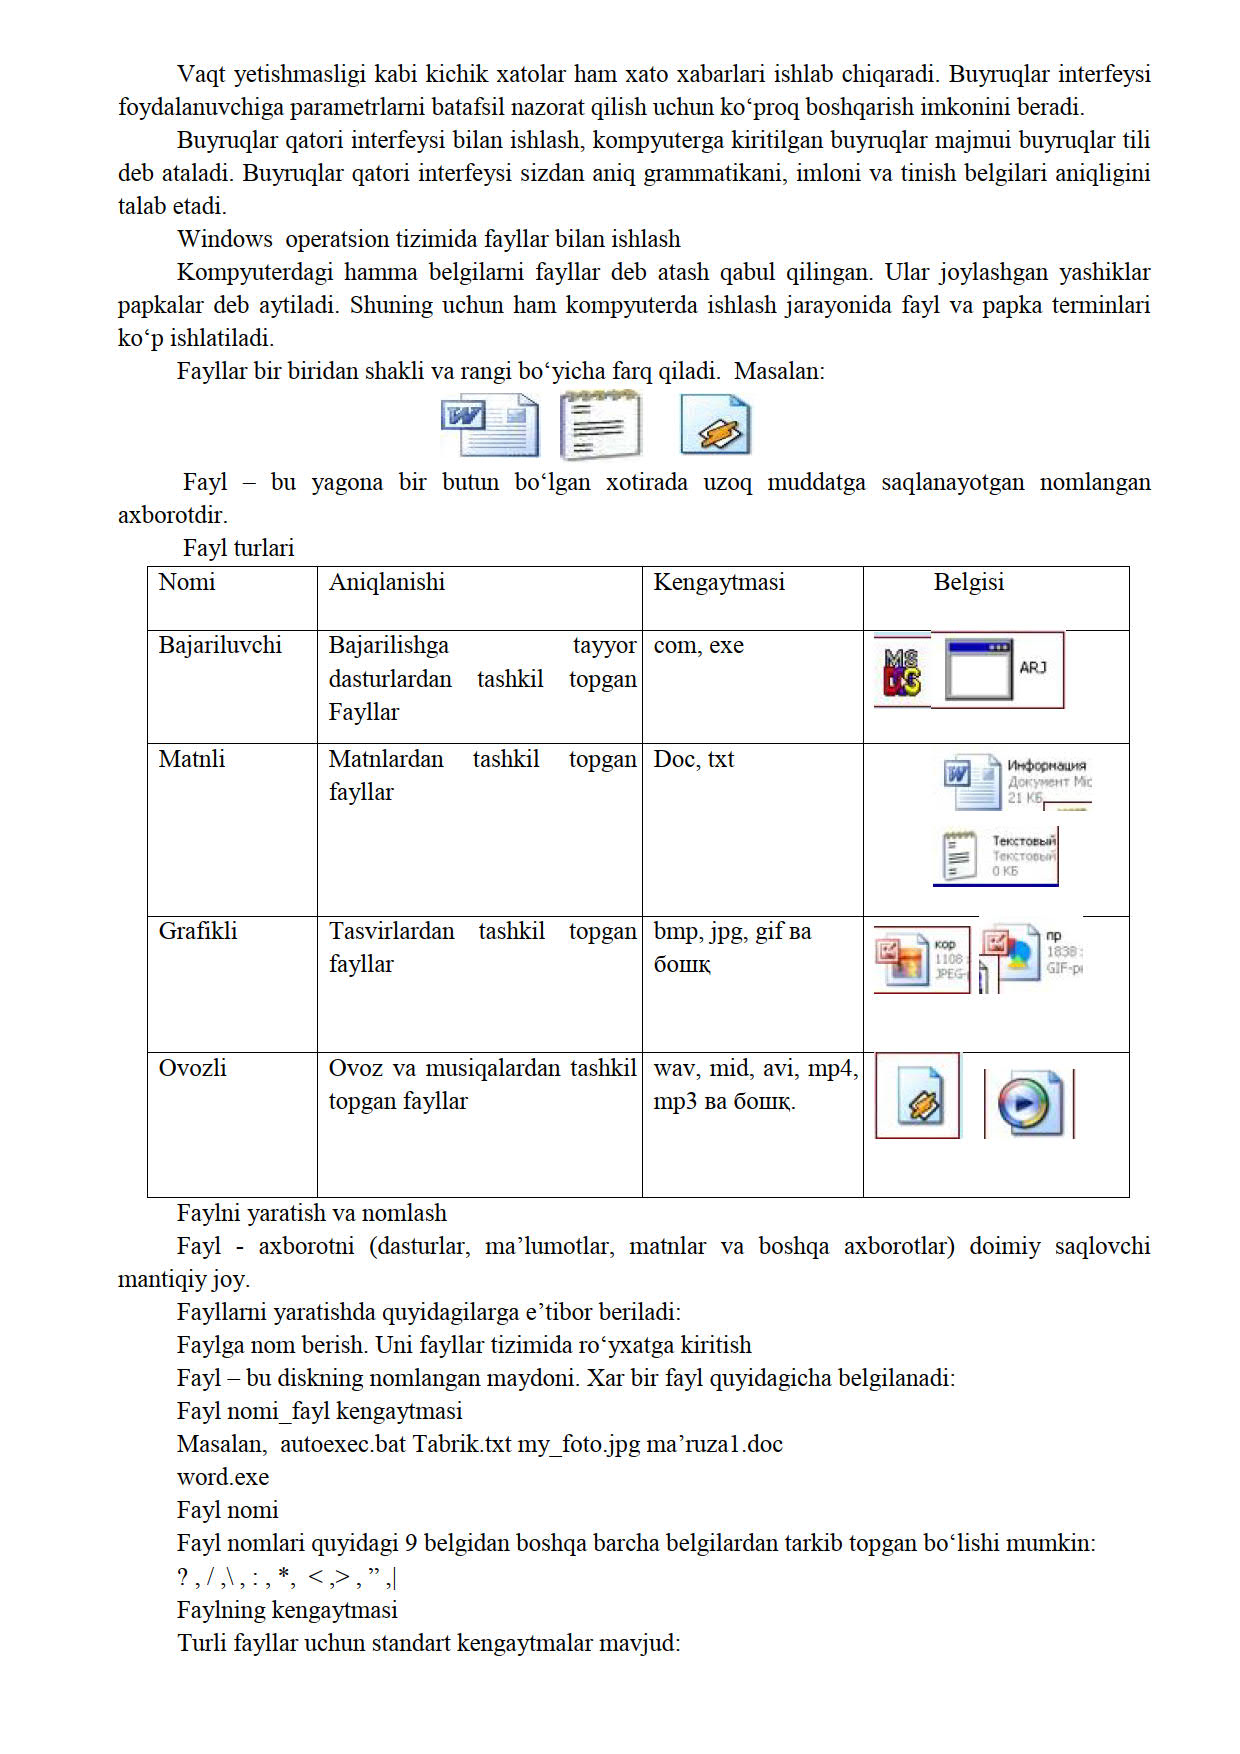 Vaqt yetishmasligi kabi kichik xatolar ham xato xabarlari ishlab chiqaradi. Buyruqlar interfeysi
foydalanuvchiga parametrlarni batafsil nazorat qilish uchun ko‘proq boshqarish imkonini beradi.
Buyruqlar qatori interfeysi bilan ishlash, kompyuterga kiritilgan buyruqlar majmui buyruqlar tili
deb ataladi. Buyruqlar qatori interfeysi sizdan aniq grammatikani, imloni va tinish belgilari aniqligini
talab etadi.
Windows  operatsion tizimida fayllar bilan ishlash
Kompyuterdagi hamma belgilarni fayllar deb atash qabul qilingan. Ular joylashgan yashiklar
papkalar deb aytiladi. Shuning uchun ham kompyuterda ishlash jarayonida fayl va papka terminlari
ko‘p ishlatiladi.
Fayllar bir biridan shakli va rangi bo‘yicha farq qiladi.  Masalan:
W
Fayl – bu yagona bir butun bo‘lgan xotirada uzoq muddatga saqlanayotgan nomlangan
axborotdir.
Fayl turlari
Nomi Aniqlanishi Kengaytmasi Belgisi
Bajariluvchi Bajarilishga tayyor com, exe
dasturlardan tashkil topgan
Fayllar
MS DOS ARJ
Matnli Matnlardan tashkil topgan Doc, txt
fayllar
W Информация
Документ Mic
21 КБ
Текстовый
Текстовый
0 КБ
Grafikli Tasvirlardan tashkil topgan bmp, jpg, gif ва
fayllar бошқ
кор
1108
JPEG-
пр
1838
GIF-р
Ovozli Ovoz va musiqalardan tashkil wav, mid, avi, mp4,
topgan fayllar mp3 ва бошқ.
Faylni yaratish va nomlash
Fayl - axborotni (dasturlar, ma’lumotlar, matnlar va boshqa axborotlar) doimiy saqlovchi
mantiqiy joy.
Fayllarni yaratishda quyidagilarga e’tibor beriladi:
Faylga nom berish. Uni fayllar tizimida ro‘yxatga kiritish
Fayl – bu diskning nomlangan maydoni. Xar bir fayl quyidagicha belgilanadi:
Fayl nomi_fayl kengaytmasi
Masalan,  autoexec.bat Tabrik.txt my_foto.jpg ma’ruza1.doc
word.exe
Fayl nomi
Fayl nomlari quyidagi 9 belgidan boshqa barcha belgilardan tarkib topgan bo‘lishi mumkin:
? , / ,\ , : , *,  < ,> , ” ,|
Faylning kengaytmasi
Turli fayllar uchun standart kengaytmalar mavjud: